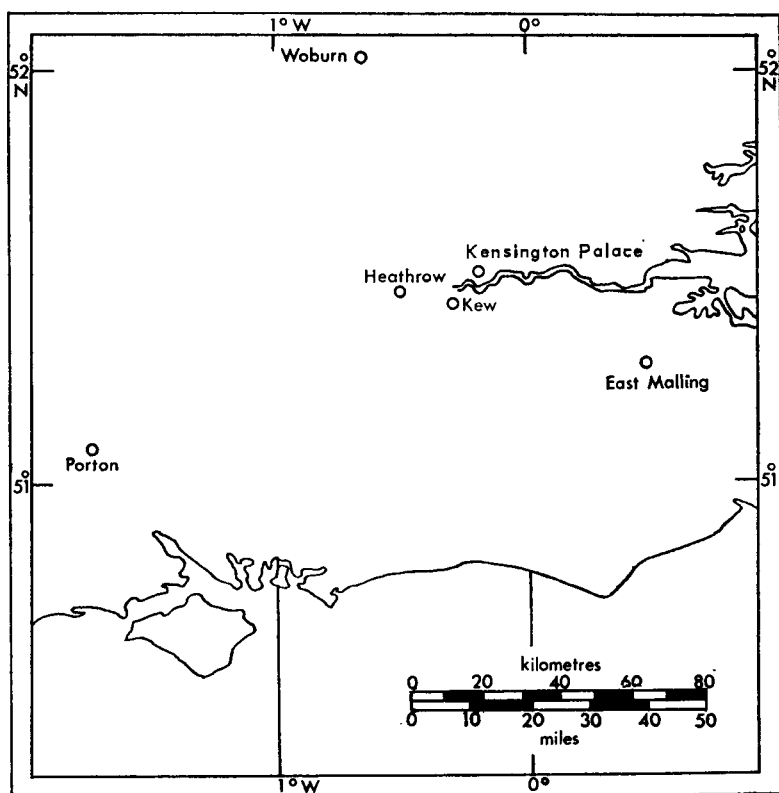 1° W 0°
Woburn
52°
N
52°
N
Kensington Palace
Heathrow
Kew
East Malling
Porton
51°
51°
kilometres
0 20 40 60 80
0 10 20 30 40 50
miles
1° W 0°